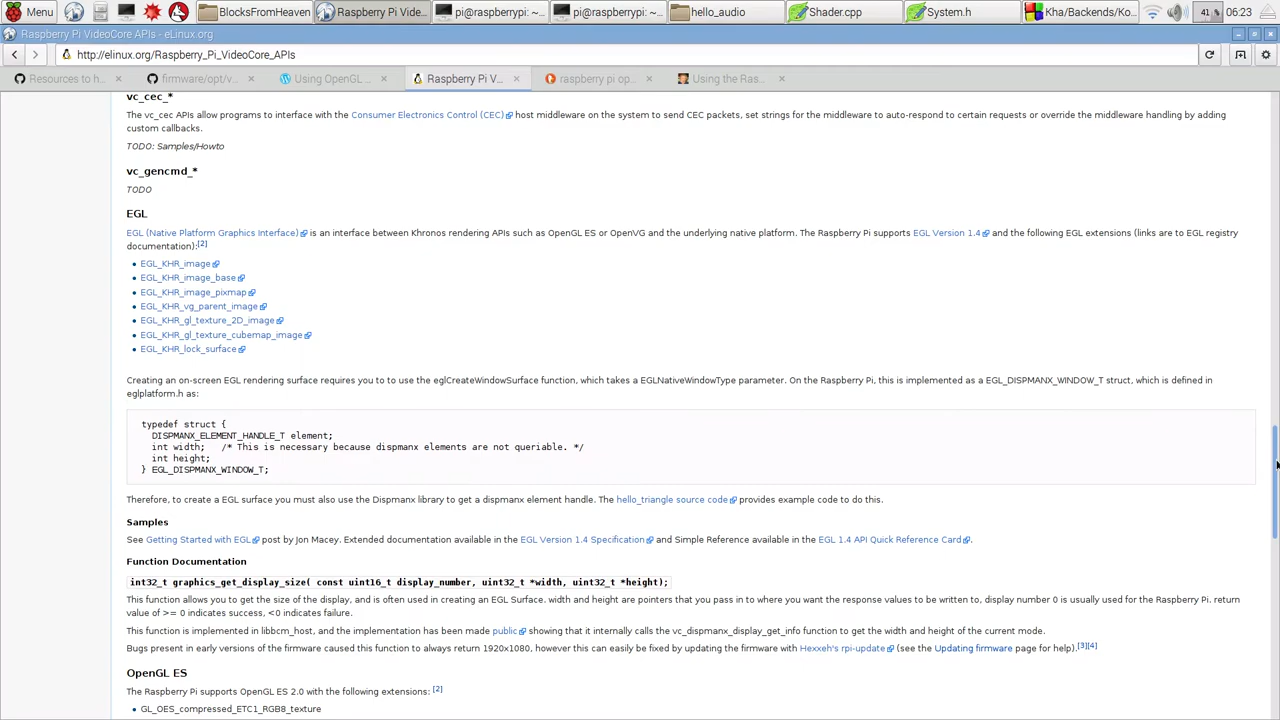 Menu
BlocksFromHeaven
Raspberry Pi Vide...
pi@raspberrypi: ~...
pi@raspberrypi: ~...
hello_audio
Shader.cpp
System.h
Kha/Backends/Ko...
41 %
06:23
Raspberry Pi VideoCore APIs - eLinux.org
http://elinux.org/Raspberry_Pi_VideoCore_APIs
Resources to h...
firmware/opt/v...
Using OpenGL ...
Raspberry Pi V...
raspberry pi op...
Using the Ras...
vc_cec_*
The vc_cec APIs allow programs to interface with the Consumer Electronics Control (CEC) host middleware on the system to send CEC packets, set strings for the middleware to auto-respond to certain requests or override the middleware handling by adding
custom callbacks.
TODO: Samples/Howto
vc_gencmd_*
TODO
EGL
EGL (Native Platform Graphics Interface) is an interface between Khronos rendering APIs such as OpenGL ES or OpenVG and the underlying native platform. The Raspberry Pi supports EGL Version 1.4 and the following EGL extensions (links are to EGL registry
documentation):[2]
• EGL_KHR_image
• EGL_KHR_image_base
• EGL_KHR_image_pixmap
• EGL_KHR_vg_parent_image
• EGL_KHR_gl_texture_2D_image
• EGL_KHR_gl_texture_cubemap_image
• EGL_KHR_lock_surface
Creating an on-screen EGL rendering surface requires you to to use the eglCreateWindowSurface function, which takes a EGLNativeWindowType parameter. On the Raspberry Pi, this is implemented as a EGL_DISPMANX_WINDOW_T struct, which is defined in
eglplatform.h as:
typedef struct {
DISPMANX_ELEMENT_HANDLE_T element;
int width; /* This is necessary because dispmanx elements are not queriable. */
int height;
} EGL_DISPMANX_WINDOW_T;
Therefore, to create a EGL surface you must also use the Dispmanx library to get a dispmanx element handle. The hello_triangle source code provides example code to do this.
Samples
See Getting Started with EGL post by Jon Macey. Extended documentation available in the EGL Version 1.4 Specification and Simple Reference available in the EGL 1.4 API Quick Reference Card.
Function Documentation
int32_t graphics_get_display_size( const uint16_t display_number, uint32_t *width, uint32_t *height);
This function allows you to get the size of the display, and is often used in creating an EGL Surface. width and height are pointers that you pass in to where you want the response values to be written to, display number 0 is usually used for the Raspberry Pi. return
value of >= 0 indicates success, <0 indicates failure.
This function is implemented in libbcm_host, and the implementation has been made public showing that it internally calls the vc_dispmanx_display_get_info function to get the width and height of the current mode.
Bugs present in early versions of the firmware caused this function to always return 1920x1080, however this can easily be fixed by updating the firmware with Hexxeh's rpi-update (see the Updating firmware page for help).[3][4]
OpenGL ES
The Raspberry Pi supports OpenGL ES 2.0 with the following extensions: [2]
• GL_OES_compressed_ETC1_RGB8_texture